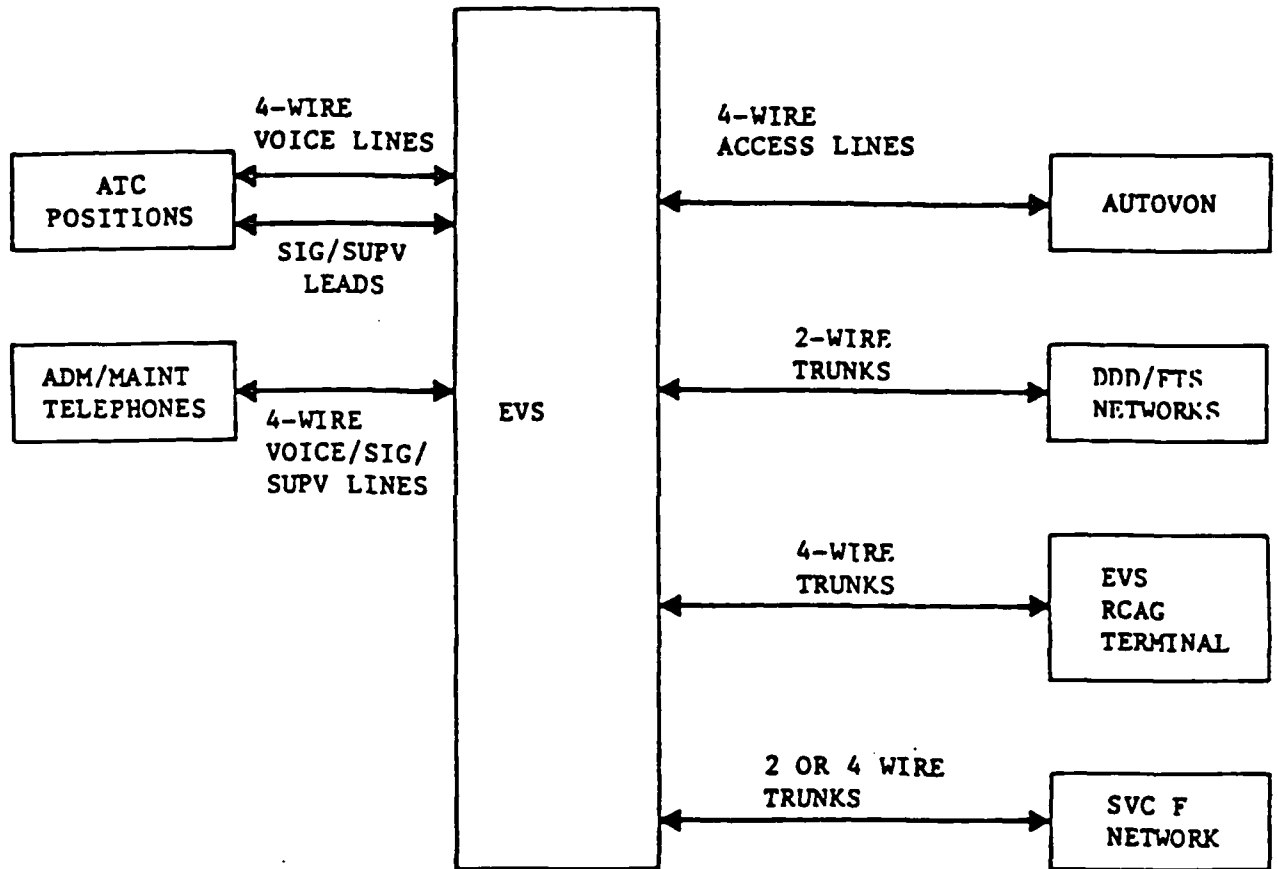 4-WIRE
VOICE LINES
ATC
POSITIONS
SIG/SUPV
LEADS
ADM/MAINT
TELEPHONES
4-WIRE
VOICE/SIG/
SUPV LINES
EVS
4-WIRE
ACCESS LINES
AUTOVON
2-WIRE
TRUNKS
DDD/FTS
NETWORKS
4-WIRE
TRUNKS
EVS
RCAG
TERMINAL
2 OR 4 WIRE
TRUNKS
SVC F
NETWORK